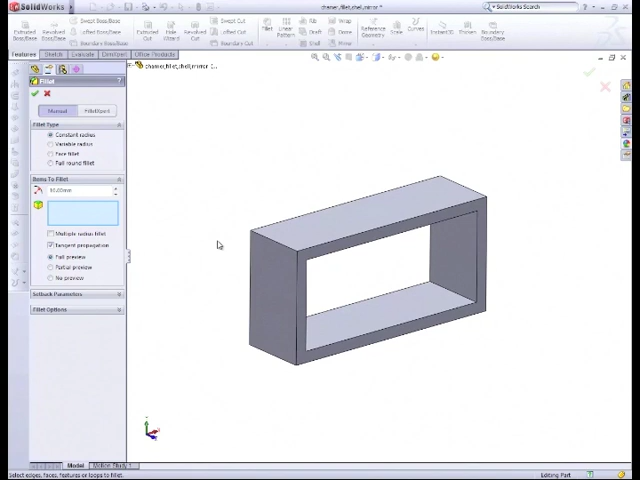 SolidWorks
SolidWorks Search
Extruded Boss/Base
Revolved Boss/Base
Swept Boss/Base
Lofted Boss/Base
Boundary Boss/Base
Extruded Cut
Hole Wizard
Revolved Cut
Swept Cut
Lofted Cut
Boundary Cut
Fillet
Linear Pattern
Rib
Draft
Shell
Wrap
Dome
Mirror
Reference Geometry
Curves
Instant3D
Features
Sketch
Evaluate
DimXpert
Office Products
Fillet
?
Manual
FilletXpert
Fillet Type
Constant radius
Variable radius
Face fillet
Full round fillet
Items To Fillet
10.00mm
Multiple radius fillet
Tangent propagation
Full preview
Partial preview
No preview
Setback Parameters
Fillet Options
Model
Motion Study 1
Select edges, faces, features or loops to fillet.
Editing Part